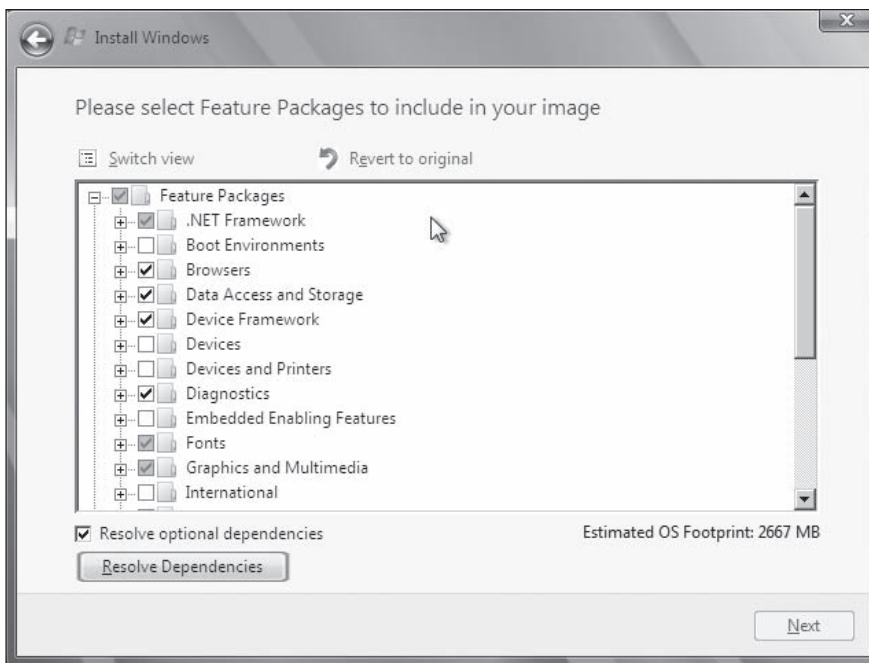 Install Windows
Please select Feature Packages to include in your image
Switch view
Revert to original
Feature Packages
.NET Framework
Boot Environments
Browsers
Data Access and Storage
Device Framework
Devices
Devices and Printers
Diagnostics
Embedded Enabling Features
Fonts
Graphics and Multimedia
International
Resolve optional dependencies
Estimated OS Footprint: 2667 MB
Resolve Dependencies
Next